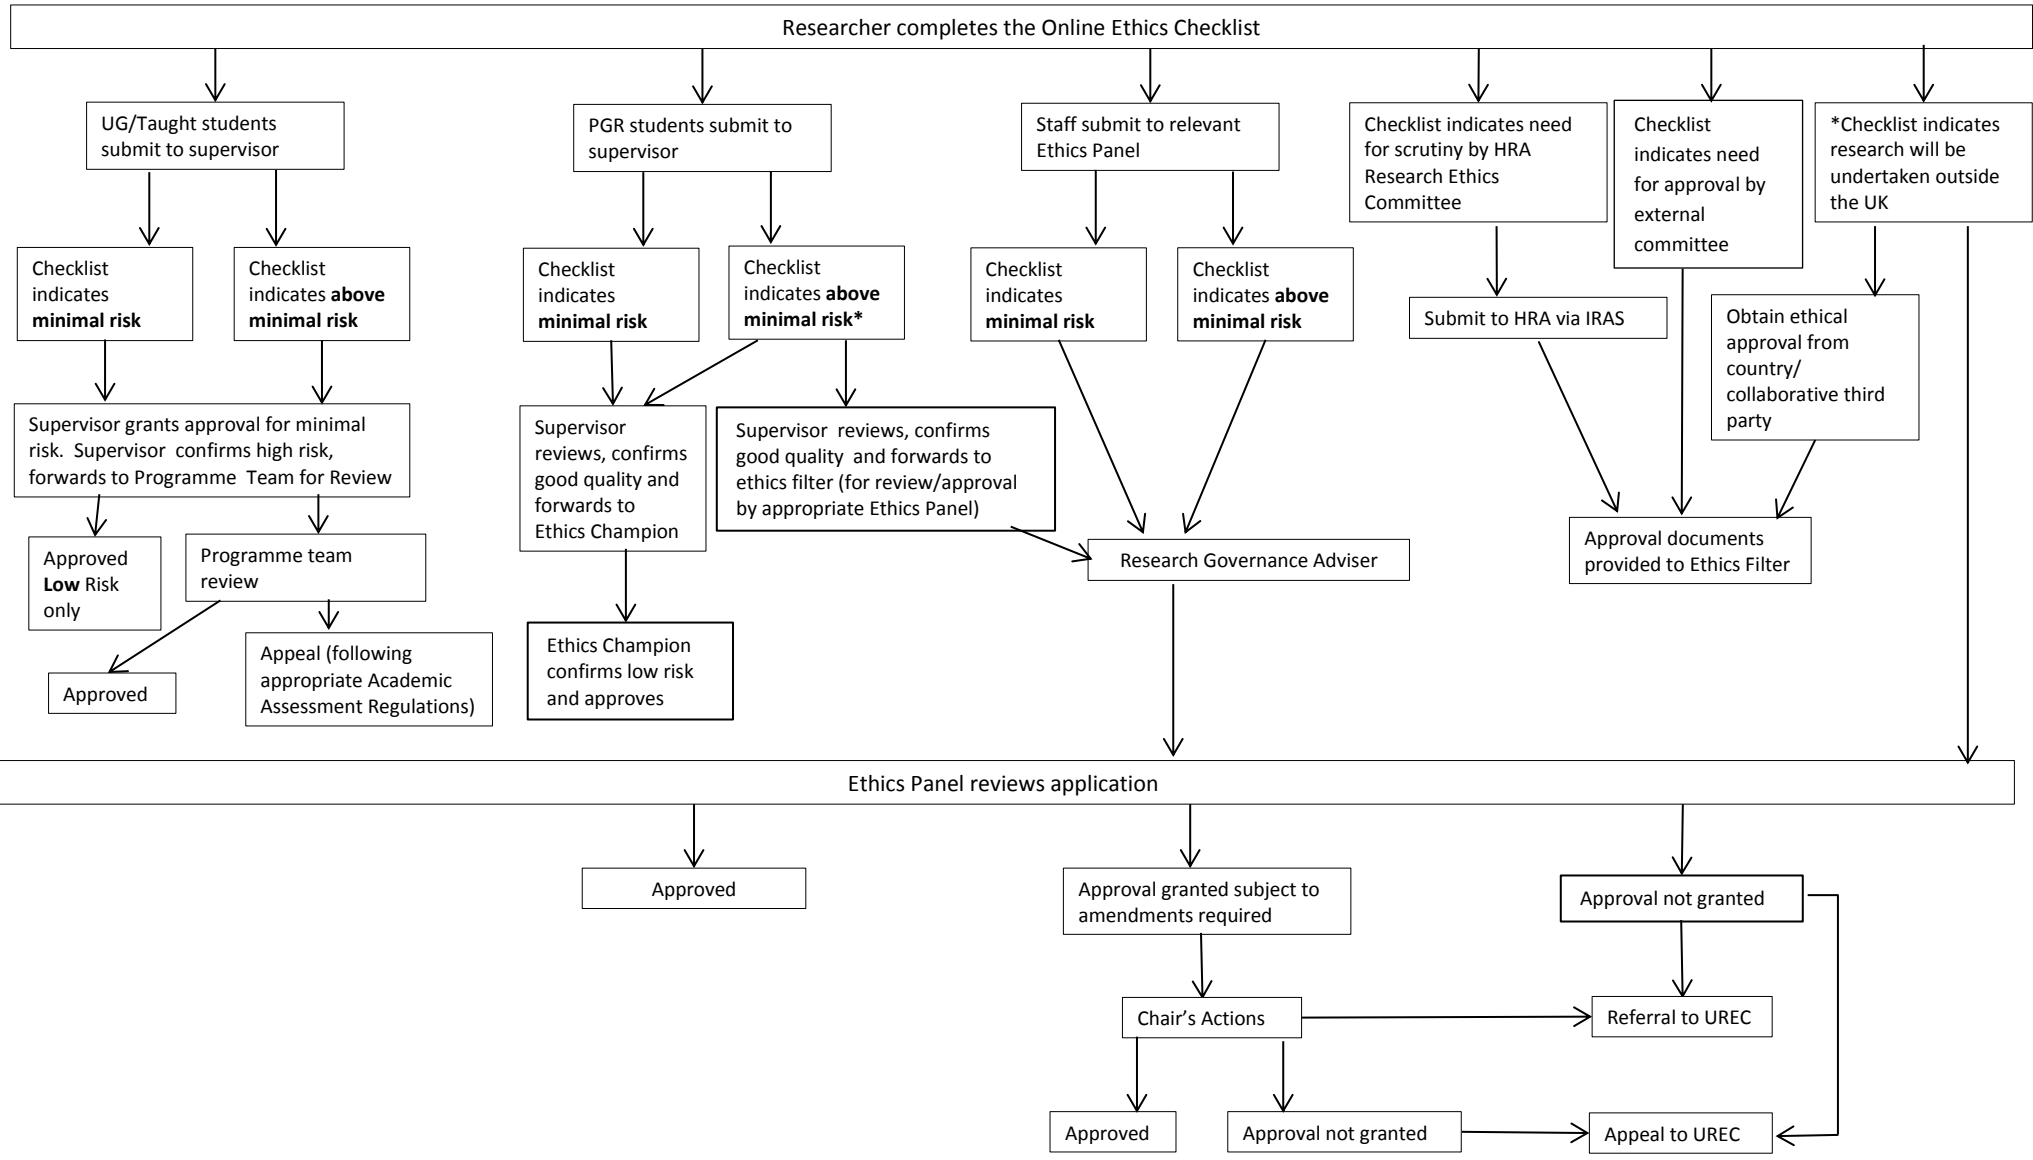 Researcher completes the Online Ethics Checklist
UG/Taught students
submit to supervisor
PGR students submit to
supervisor
Staff submit to relevant
Ethics Panel
Checklist indicates need
for scrutiny by HRA
Research Ethics
Committee
Checklist
indicates need
for approval by
external
committee
*Checklist indicates
research will be
undertaken outside
the UK
Checklist
indicates
minimal risk
Checklist
indicates above
minimal risk
Checklist
indicates
minimal risk
Checklist
indicates above
minimal risk*
Checklist
indicates
minimal risk
Checklist
indicates above
minimal risk
Submit to HRA via IRAS
Obtain ethical
approval from
country/
collaborative third
party
Supervisor grants approval for minimal
risk. Supervisor confirms high risk,
forwards to Programme Team for Review
Supervisor
reviews, confirms
good quality and
forwards to
Ethics Champion
Supervisor reviews, confirms
good quality and forwards to
ethics filter (for review/approval
by appropriate Ethics Panel)
Approved
Low Risk
only
Programme team
review
Research Governance Adviser
Approval documents
provided to Ethics Filter
Approved
Appeal (following
appropriate Academic
Assessment Regulations)
Ethics Champion
confirms low risk
and approves
Ethics Panel reviews application
Approved
Approval granted subject to
amendments required
Approval not granted
Chair’s Actions
Referral to UREC
Approved
Approval not granted
Appeal to UREC